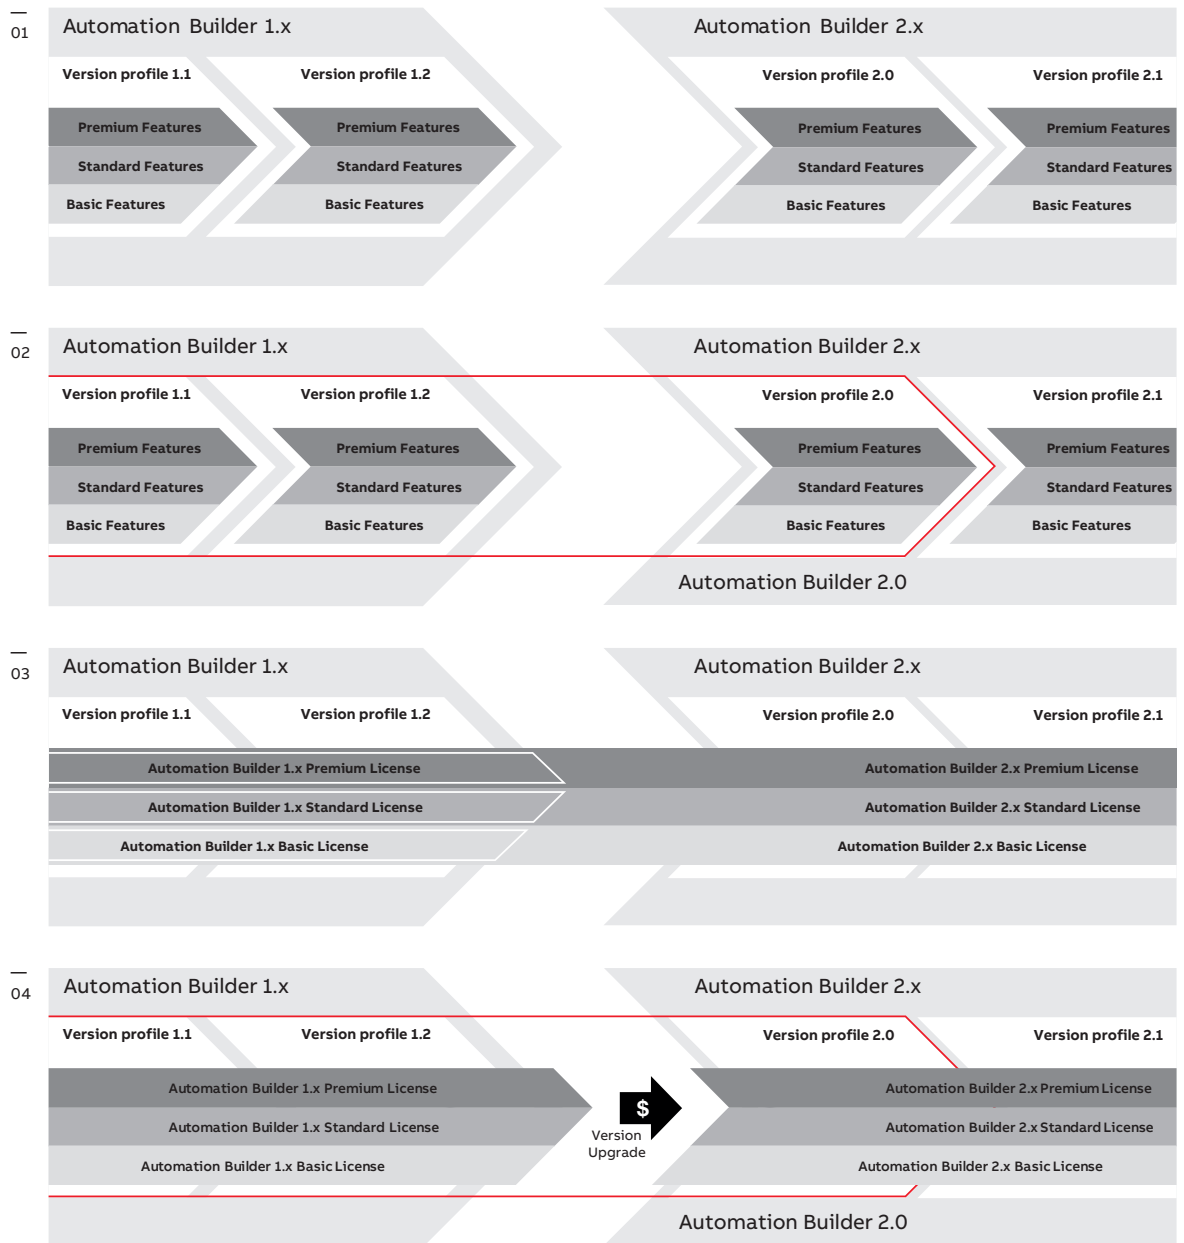 01
Automation Builder 1.x
Automation Builder 2.x
Version profile 1.1
Version profile 1.2
Version profile 2.0
Version profile 2.1
Premium Features
Premium Features
Premium Features
Premium Features
Standard Features
Standard Features
Standard Features
Standard Features
Basic Features
Basic Features
Basic Features
Basic Features
02
Automation Builder 1.x
Automation Builder 2.x
Version profile 1.1
Version profile 1.2
Version profile 2.0
Version profile 2.1
Premium Features
Premium Features
Premium Features
Premium Features
Standard Features
Standard Features
Standard Features
Standard Features
Basic Features
Basic Features
Basic Features
Basic Features
Automation Builder 2.0
03
Automation Builder 1.x
Automation Builder 2.x
Version profile 1.1
Version profile 1.2
Version profile 2.0
Version profile 2.1
Automation Builder 1.x Premium License
Automation Builder 2.x Premium License
Automation Builder 1.x Standard License
Automation Builder 2.x Standard License
Automation Builder 1.x Basic License
Automation Builder 2.x Basic License
04
Automation Builder 1.x
Automation Builder 2.x
Version profile 1.1
Version profile 1.2
Version profile 2.0
Version profile 2.1
Automation Builder 1.x Premium License
Automation Builder 2.x Premium License
$
Automation Builder 1.x Standard License
Automation Builder 2.x Standard License
Version
Upgrade
Automation Builder 1.x Basic License
Automation Builder 2.x Basic License
Automation Builder 2.0